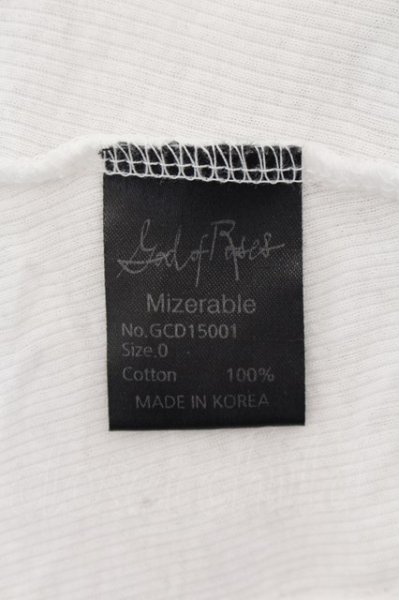 God of Roses
Mizerable
No.GCD15001
Size.0
Cotton 100%
MADE IN KOREA